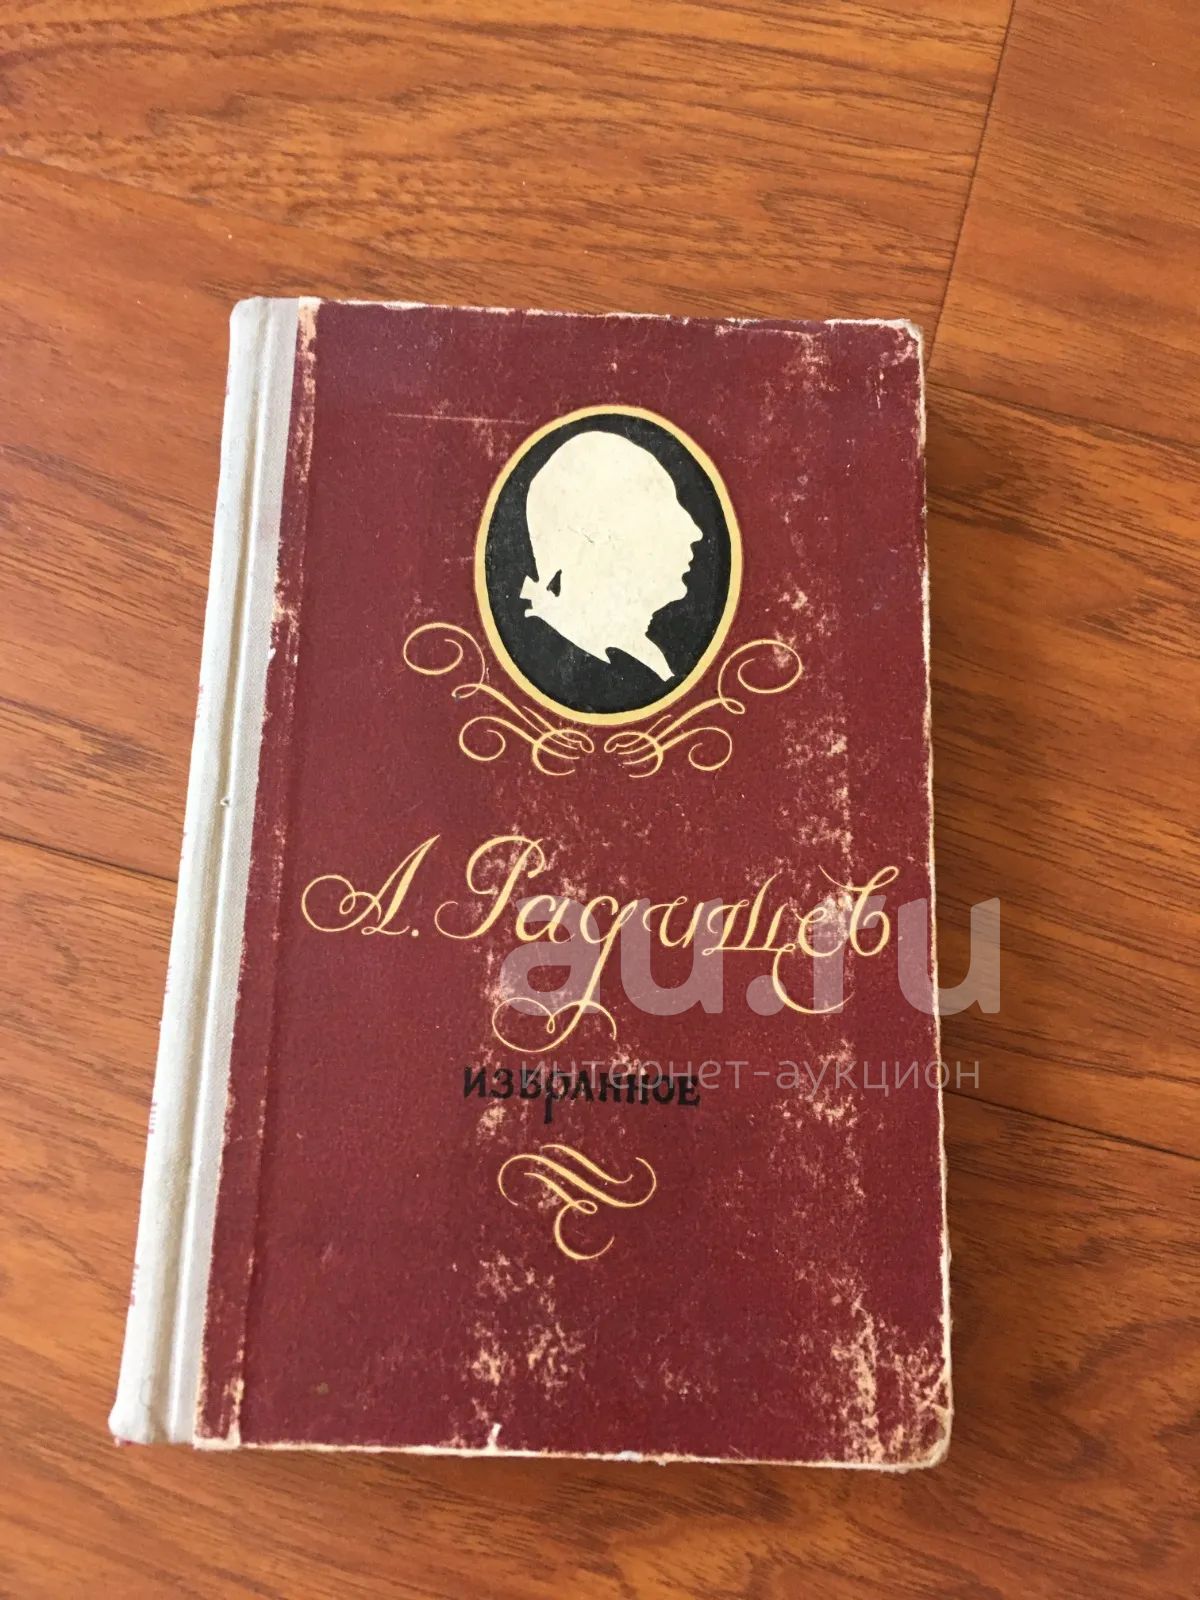 А. Радищев
au.ru
избранное
интернет-аукцион